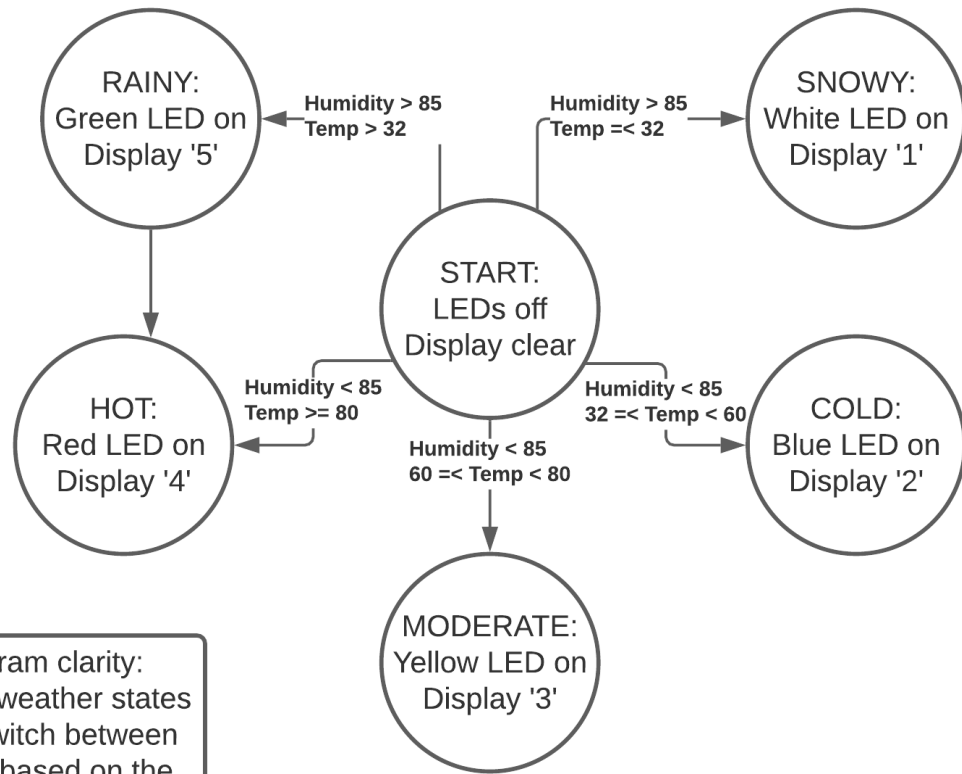 RAINY:
Green LED on
Display '5'
Humidity > 85
Temp > 32
Humidity > 85
Temp =< 32
SNOWY:
White LED on
Display '1'
START:
LEDs off
Display clear
HOT:
Red LED on
Display '4'
Humidity < 85
Temp >= 80
Humidity < 85
60 =< Temp < 80
Humidity < 85
32 =< Temp < 60
COLD:
Blue LED on
Display '2'
MODERATE:
Yellow LED on
Display '3'
clarity:
weather states
between
based on the